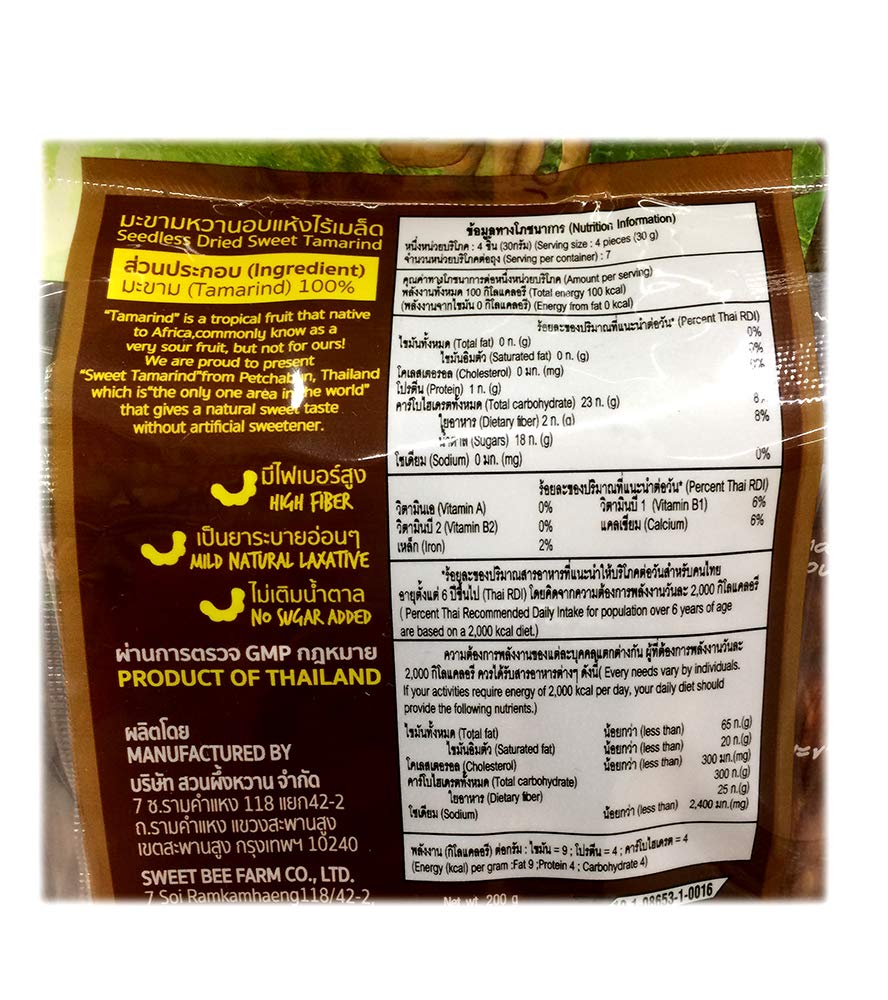 มะขามหวานอบแห้งไร้เมล็ด
Seedless Dried Sweet Tamarind
ส่วนประกอบ (Ingredient)
มะขาม (Tamarind) 100%
"Tamarind" is a tropical fruit that native
to Africa,commonly know as a
very sour fruit, but not for ours!
We are proud to present
"Sweet Tamarind"from Petchabun, Thailand
which is"the only one area in the world"
that gives a natural sweet taste
without artificial sweetener.
มีไฟเบอร์สูง
HIGH FIBER
เป็นยาระบายอ่อนๆ
MILD NATURAL LAXATIVE
ไม่เติมน้ำตาล
NO SUGAR ADDED
ผ่านการตรวจ GMP กฎหมาย
PRODUCT OF THAILAND
ผลิตโดย
MANUFACTURED BY
บริษัท สวนผึ้งหวาน จำกัด
7 ซ.รามคำแหง 118 แยก42-2
ถ.รามคำแหง แขวงสะพานสูง
เขตสะพานสูง กรุงเทพฯ 10240
SWEET BEE FARM CO., LTD.
7 Soi Ramkamhaeng118/42-2,
ข้อมูลทางโภชนาการ (Nutrition Information)
หนึ่งหน่วยบริโภค : 4 ชิ้น (30กรัม) (Serving size : 4 pieces (30 g)
จำนวนหน่วยบริโภคต่อถุง (Serving per container) : 7
คุณค่าทางโภชนาการต่อหนึ่งหน่วยบริโภค (Amount per serving)
พลังงานทั้งหมด 100 กิโลแคลอรี (Total energy 100 kcal)
(พลังงานจากไขมัน 0 กิโลแคลอรี) (Energy from fat 0 kcal)
ร้อยละของปริมาณที่แนะนำต่อวัน* (Percent Thai RDI)
ไขมันทั้งหมด (Total fat) 0 ก. (g) 0%
ไขมันอิ่มตัว (Saturated fat) 0 ก. (g) 0%
โคเลสเตอรอล (Cholesterol) 0 มก. (mg) 0%
โปรตีน (Protein) 1 ก. (g)
คาร์โบไฮเดรตทั้งหมด (Total carbohydrate) 23 ก. (g)
ใยอาหาร (Dietary fiber) 2 ก. (g) 8%
น้ำตาล (Sugars) 18 ก. (g)
โซเดียม (Sodium) 0 มก. (mg) 0%
ร้อยละของปริมาณที่แนะนำต่อวัน* (Percent Thai RDI)
วิตามินเอ (Vitamin A) 0% วิตามินบี 1 (Vitamin B1) 6%
วิตามินบี 2 (Vitamin B2) 0% แคลเซียม (Calcium) 6%
เหล็ก (Iron) 2%
*ร้อยละของปริมาณสารอาหารที่แนะนำให้บริโภคต่อวันสำหรับคนไทย
อายุตั้งแต่ 6 ปีขึ้นไป (Thai RDI) โดยคิดจากความต้องการพลังงานวันละ 2,000 กิโลแคลอรี
( Percent Thai Recommended Daily Intake for population over 6 years of age
are based on a 2,000 kcal diet.)
ความต้องการพลังงานของแต่ละบุคคลแตกต่างกัน ผู้ที่ต้องการพลังงานวันละ
2,000 กิโลแคลอรี ควรได้รับสารอาหารต่างๆ ดังนี้( Every needs vary by individuals.
If your activities require energy of 2,000 kcal per day, your daily diet should
provide the following nutrients.)
ไขมันทั้งหมด (Total fat) น้อยกว่า (less than) 65 ก.(g)
ไขมันอิ่มตัว (Saturated fat) น้อยกว่า (less than) 20 ก.(g)
โคเลสเตอรอล (Cholesterol) น้อยกว่า (less than) 300 มก.(mg)
คาร์โบไฮเดรตทั้งหมด (Total carbohydrate) 300 ก.(g)
ใยอาหาร (Dietary fiber) 25 ก.(g)
โซเดียม (Sodium) น้อยกว่า (less than) 2,400 มก.(mg)
พลังงาน (กิโลแคลอรี) ต่อกรัม : ไขมัน = 9 ; โปรตีน = 4 ; คาร์โบไฮเดรต = 4
(Energy (kcal) per gram :Fat 9 ;Protein 4 ; Carbohydrate 4)
Net wt. 200 g
08653-1-0016